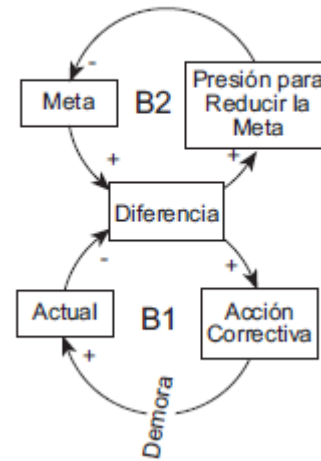 -
Meta
B2
Presión para
Reducir la
Meta
+
+
Diferencia
-
+
Actual
B1
Acción
Correctiva
+
Demora